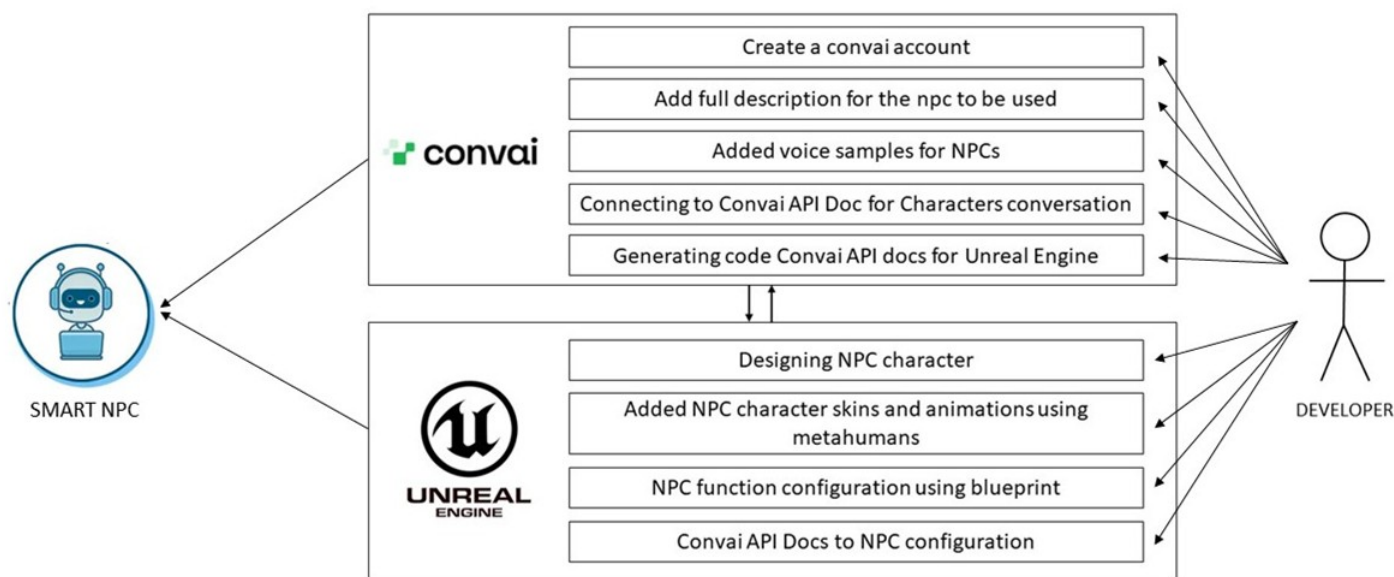 Create a convai account
Add full description for the npc to be used
convai
Added voice samples for NPCs
Connecting to Convai API Doc for Characters conversation
Generating code Convai API docs for Unreal Engine
SMART NPC
DEVELOPER
Designing NPC character
Added NPC character skins and animations using
metahumans
UNREAL
ENGINE
NPC function configuration using blueprint
Convai API Docs to NPC configuration